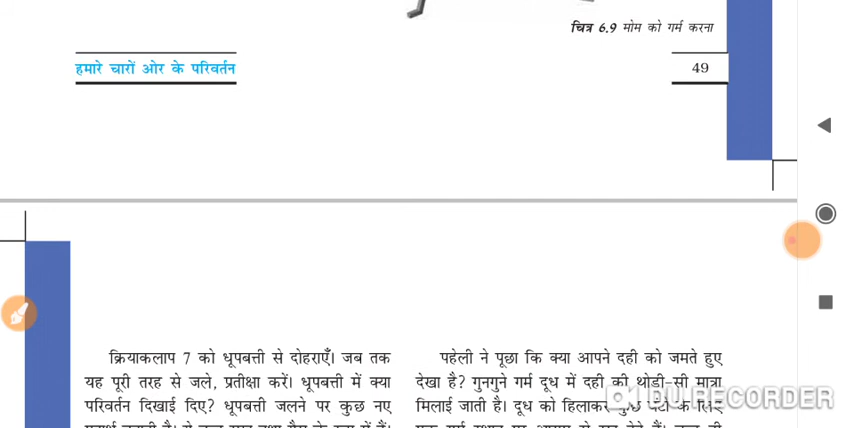 चित्र 6.9 मोम को गर्म करना
हमारे चारों ओर के परिवर्तन
49
क्रियाकलाप 7 को धूपबत्ती से दोहराएँ। जब तक
यह पूरी तरह से जले, प्रतीक्षा करें। धूपबत्ती में क्या
परिवर्तन दिखाई दिए? धूपबत्ती जलने पर कुछ नए
पहेली ने पूछा कि क्या आपने दही को जमते हुए
देखा है? गुनगुने गर्म दूध में दही की थोड़ी-सी मात्रा
मिलाई जाती है। दूध को हिलाकर कुछ घंटों के लिए
DU RECORDER